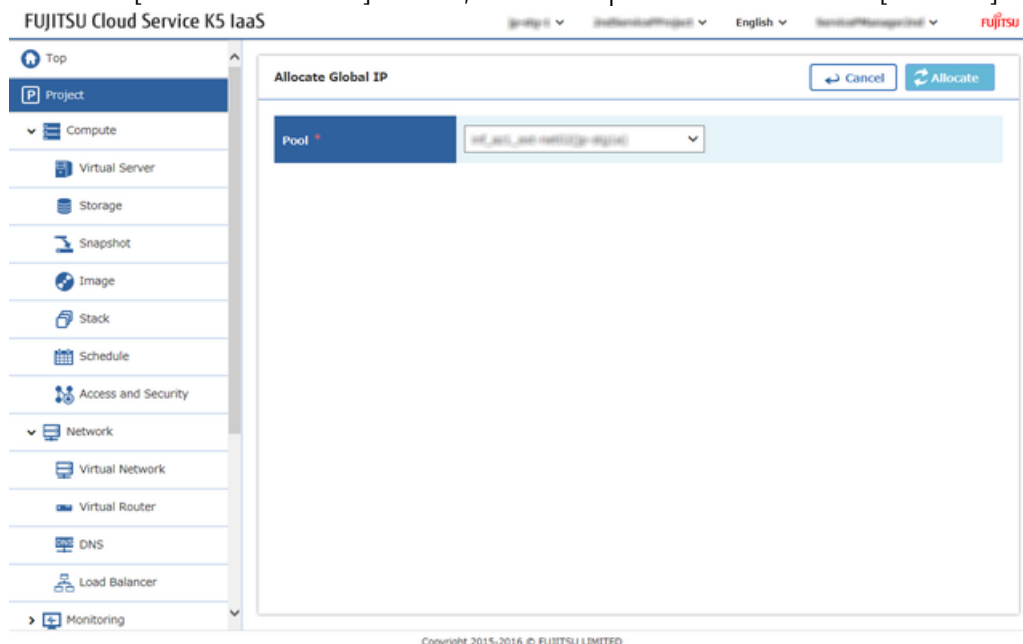 FUJITSU Cloud Service K5 IaaS
English
FUJITSU
Top
Project
Compute
Virtual Server
Storage
Snapshot
Image
Stack
Schedule
Access and Security
Network
Virtual Network
Virtual Router
DNS
Load Balancer
Monitoring
Allocate Global IP
Cancel
Allocate
Pool *
Copyright 2015-2016 © FUJITSU LIMITED